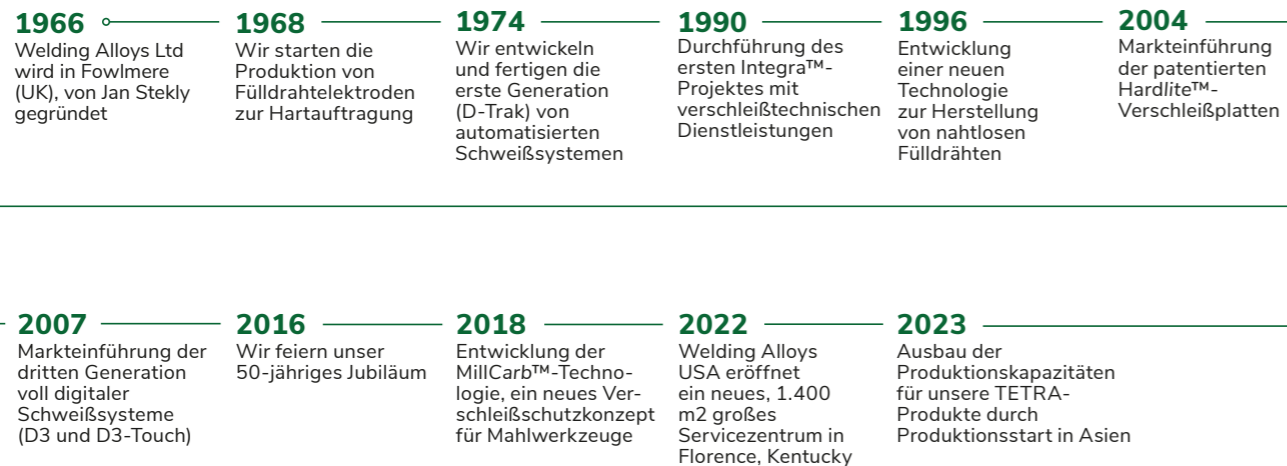 1966
Welding Alloys Ltd
wird in Fowlmere
(UK), von Jan Stekly
gegründet
1968
Wir starten die
Produktion von
Fülldrahtelektroden
zur Hartauftragung
1974
Wir entwickeln
und fertigen die
erste Generation
(D-Trak) von
automatisierten
Schweißsystemen
1990
Durchführung des
ersten Integra™-
Projektes mit
verschleißtechnischen
Dienstleistungen
1996
Entwicklung
einer neuen
Technologie
zur Herstellung
von nahtlosen
Fülldrähten
2004
Markteinführung
der patentierten
Hardlite™-
Verschleißplatten
2007
Markteinführung der
dritten Generation
voll digitaler
Schweißsysteme
(D3 und D3-Touch)
2016
Wir feiern unser
50-jähriges Jubiläum
2018
Entwicklung der
MillCarb™-Techno-
logie, ein neues Ver-
schleißschutzkonzept
für Mahlwerkzeuge
2022
Welding Alloys
USA eröffnet
ein neues, 1.400
m2 großes
Servicezentrum in
Florence, Kentucky
2023
Ausbau der
Produktionskapazitäten
für unsere TETRA-
Produkte durch
Produktionsstart in Asien